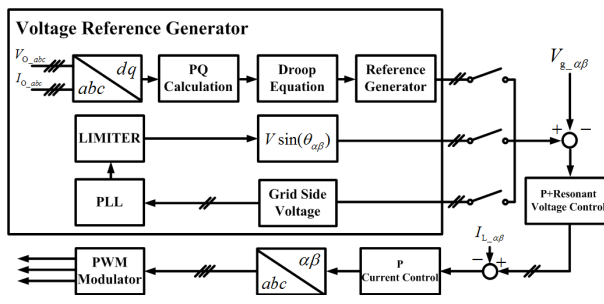 Voltage Reference Generator
V_O_abc
I_O_abc
dq
abc
PQ
Calculation
Droop
Equation
Reference
Generator
V_g_αβ
LIMITER
V sin(θ_αβ)
+
−
PLL
Grid Side
Voltage
P+Resonant
Voltage Control
I_L_αβ
PWM
Modulator
αβ
abc
P
Current Control
−
+